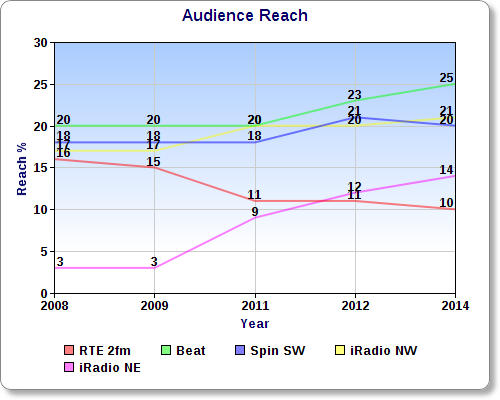 Audience Reach
30
25
20
15
10
5
0
Reach %
20 20 20 23 25
18 18 18 21 20
17 17 20 21
16 15 11 11 10
3 3 9 12 14
2008 2009 2011 2012 2014
Year
RTE 2fm Beat Spin SW iRadio NW
iRadio NE